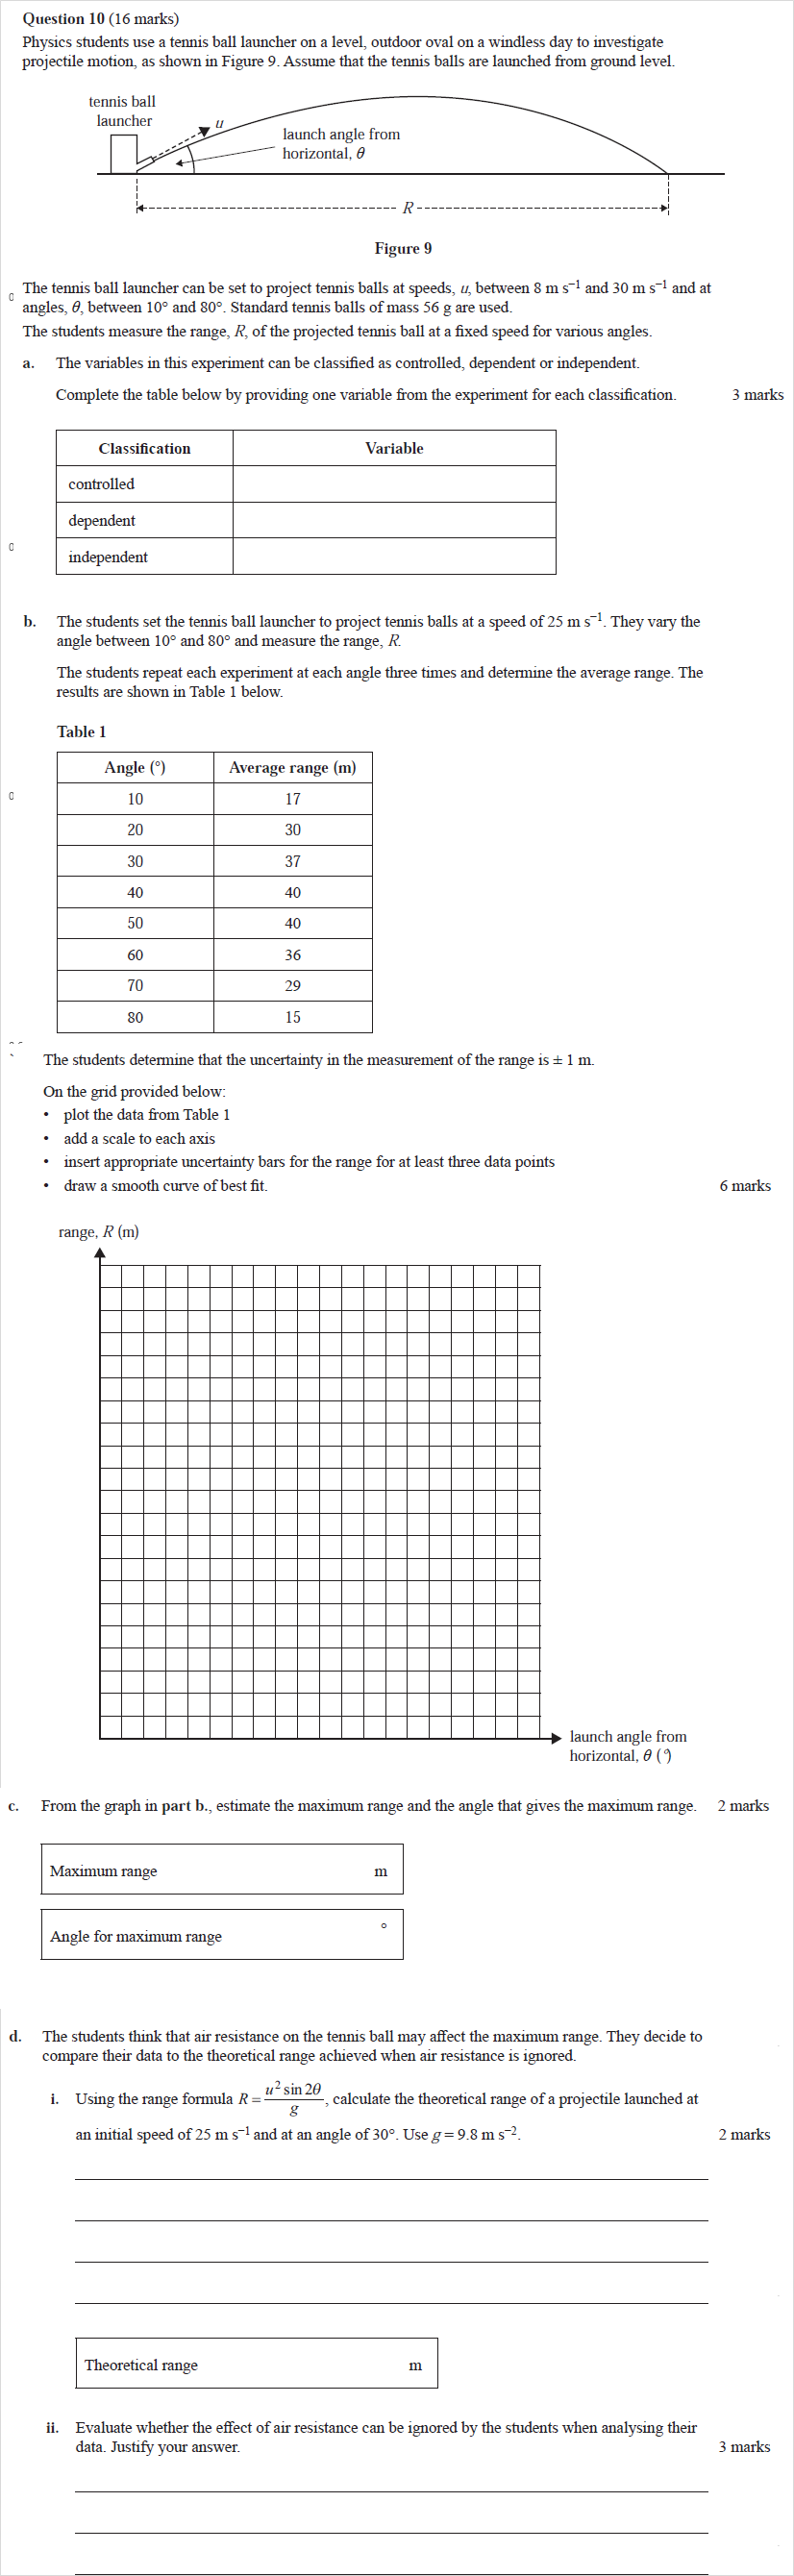 Question 10 (16 marks)
Physics students use a tennis ball launcher on a level, outdoor oval on a windless day to investigate
projectile motion, as shown in Figure 9. Assume that the tennis balls are launched from ground level.
tennis ball
launcher
u
launch angle from
horizontal, θ
R
Figure 9
The tennis ball launcher can be set to project tennis balls at speeds, u, between 8 m s⁻¹ and 30 m s⁻¹ and at
angles, θ, between 10° and 80°. Standard tennis balls of mass 56 g are used.
The students measure the range, R, of the projected tennis ball at a fixed speed for various angles.
a. The variables in this experiment can be classified as controlled, dependent or independent.
Complete the table below by providing one variable from the experiment for each classification. 3 marks
Classification Variable
controlled
dependent
independent
b. The students set the tennis ball launcher to project tennis balls at a speed of 25 m s⁻¹. They vary the
angle between 10° and 80° and measure the range, R.
The students repeat each experiment at each angle three times and determine the average range. The
results are shown in Table 1 below.
Table 1
Angle (°) Average range (m)
10 17
20 30
30 37
40 40
50 40
60 36
70 29
80 15
The students determine that the uncertainty in the measurement of the range is ± 1 m.
On the grid provided below:
• plot the data from Table 1
• add a scale to each axis
• insert appropriate uncertainty bars for the range for at least three data points
• draw a smooth curve of best fit. 6 marks
range, R (m)
launch angle from
horizontal, θ (°)
c. From the graph in part b., estimate the maximum range and the angle that gives the maximum range. 2 marks
Maximum range m
Angle for maximum range °
d. The students think that air resistance on the tennis ball may affect the maximum range. They decide to
compare their data to the theoretical range achieved when air resistance is ignored.
i. Using the range formula R = u² sin 2θ / g, calculate the theoretical range of a projectile launched at
an initial speed of 25 m s⁻¹ and at an angle of 30°. Use g = 9.8 m s⁻². 2 marks
Theoretical range m
ii. Evaluate whether the effect of air resistance can be ignored by the students when analysing their
data. Justify your answer. 3 marks